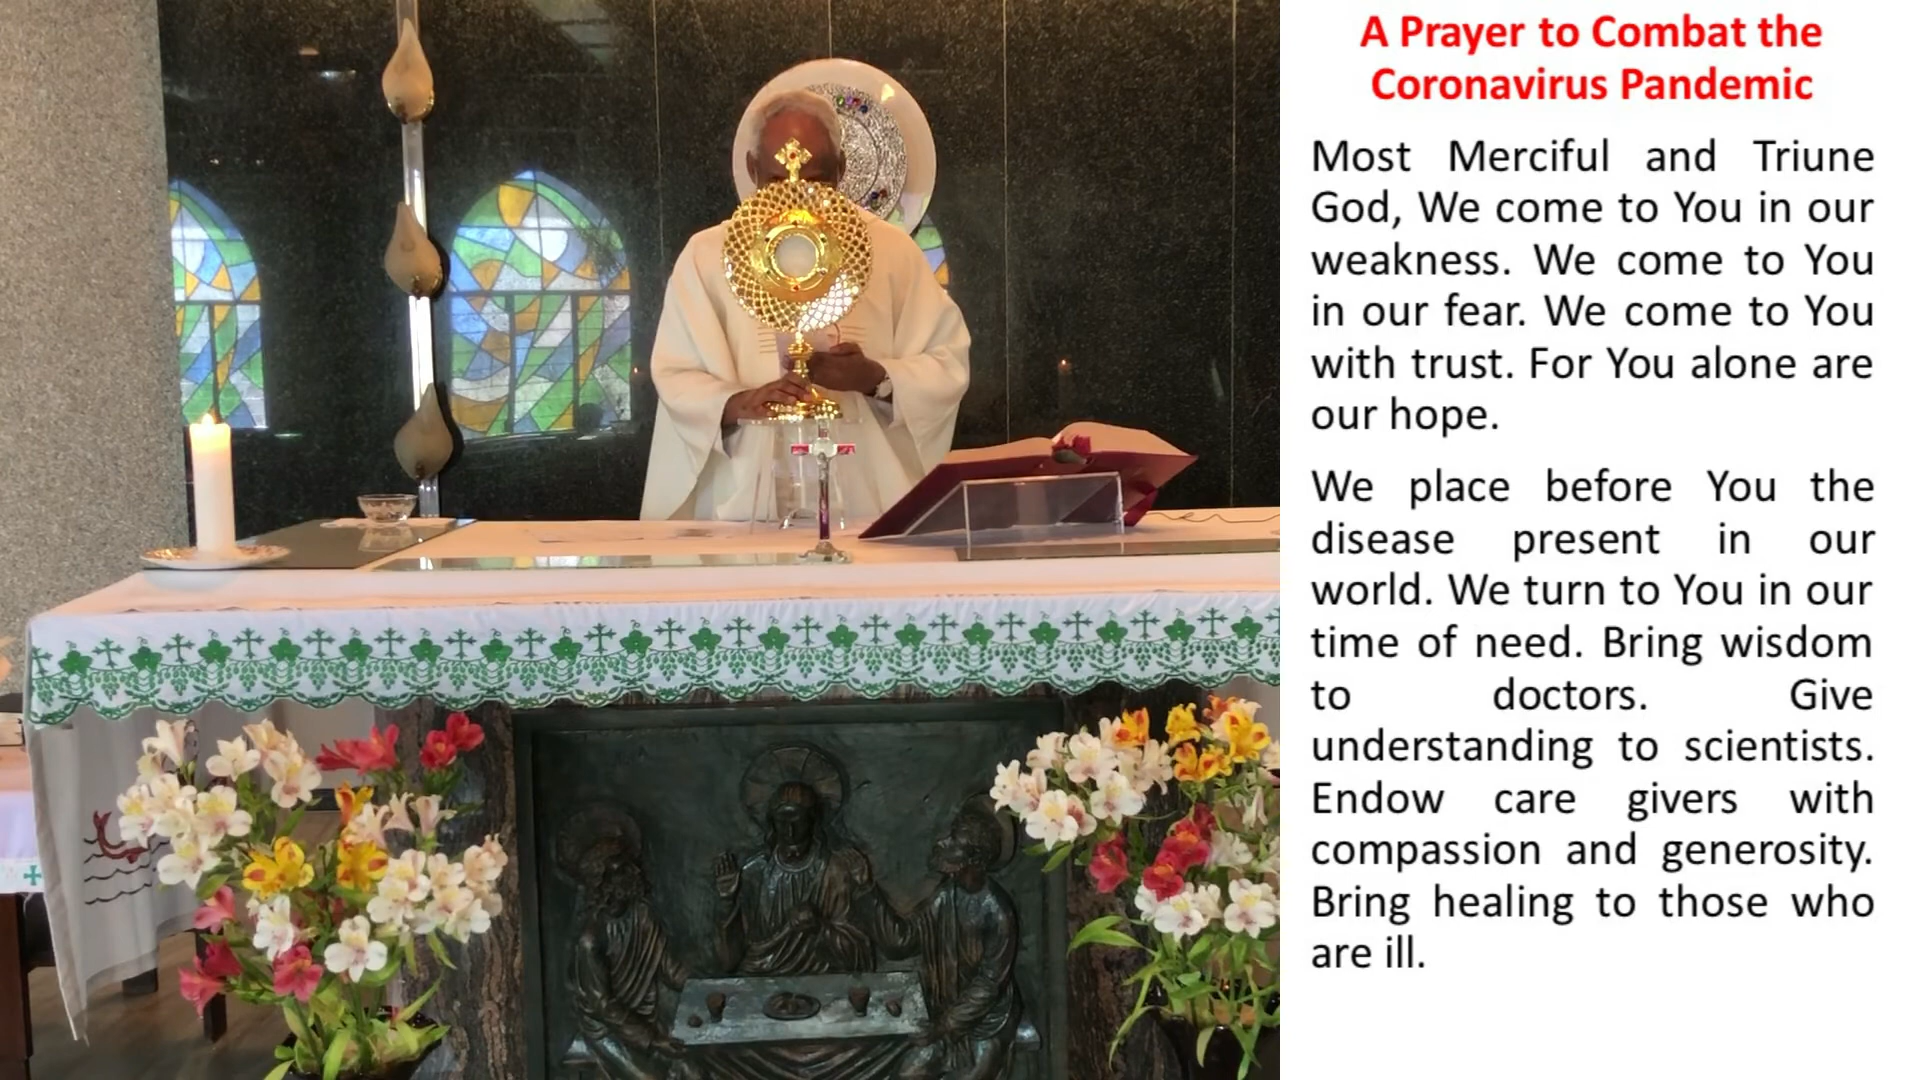 A Prayer to Combat the
Coronavirus Pandemic
Most Merciful and Triune
God, We come to You in our
weakness. We come to You
in our fear. We come to You
with trust. For You alone are
our hope.
We place before You the
disease present in our
world. We turn to You in our
time of need. Bring wisdom
to doctors. Give
understanding to scientists.
Endow care givers with
compassion and generosity.
Bring healing to those who
are ill.